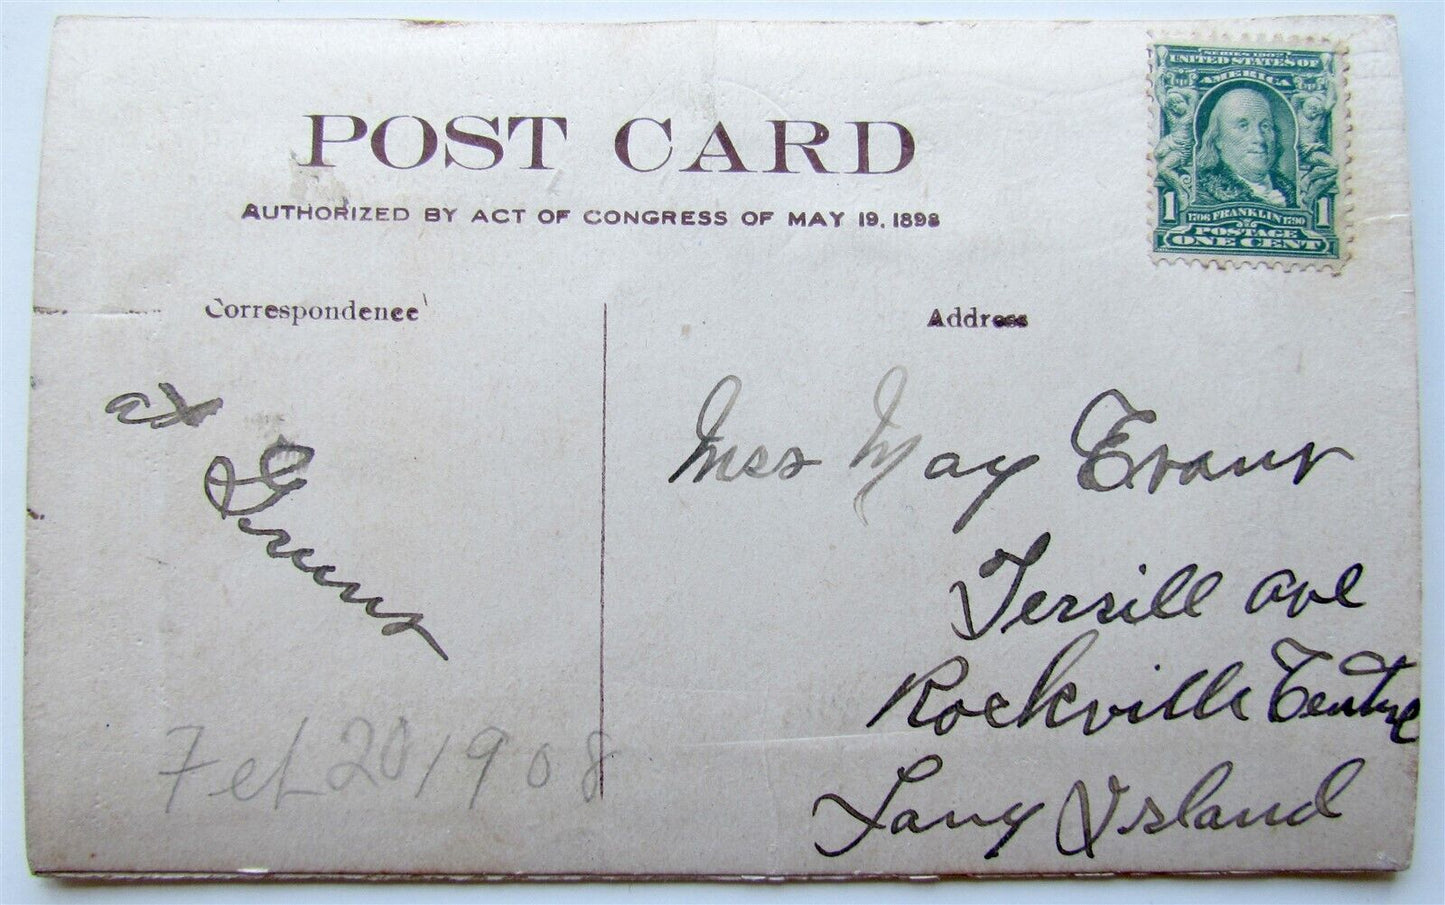 SERIES 1902
UNITED STATES OF
AMERICA
1 1706 FRANKLIN 1790 1
POSTAGE
ONE CENT
POST CARD
AUTHORIZED BY ACT OF CONGRESS OF MAY 19, 1898
Correspondence
Address
at
Miss May Evans
Terrill ave
Rockville Centre
Long Island
Feb 20/1908